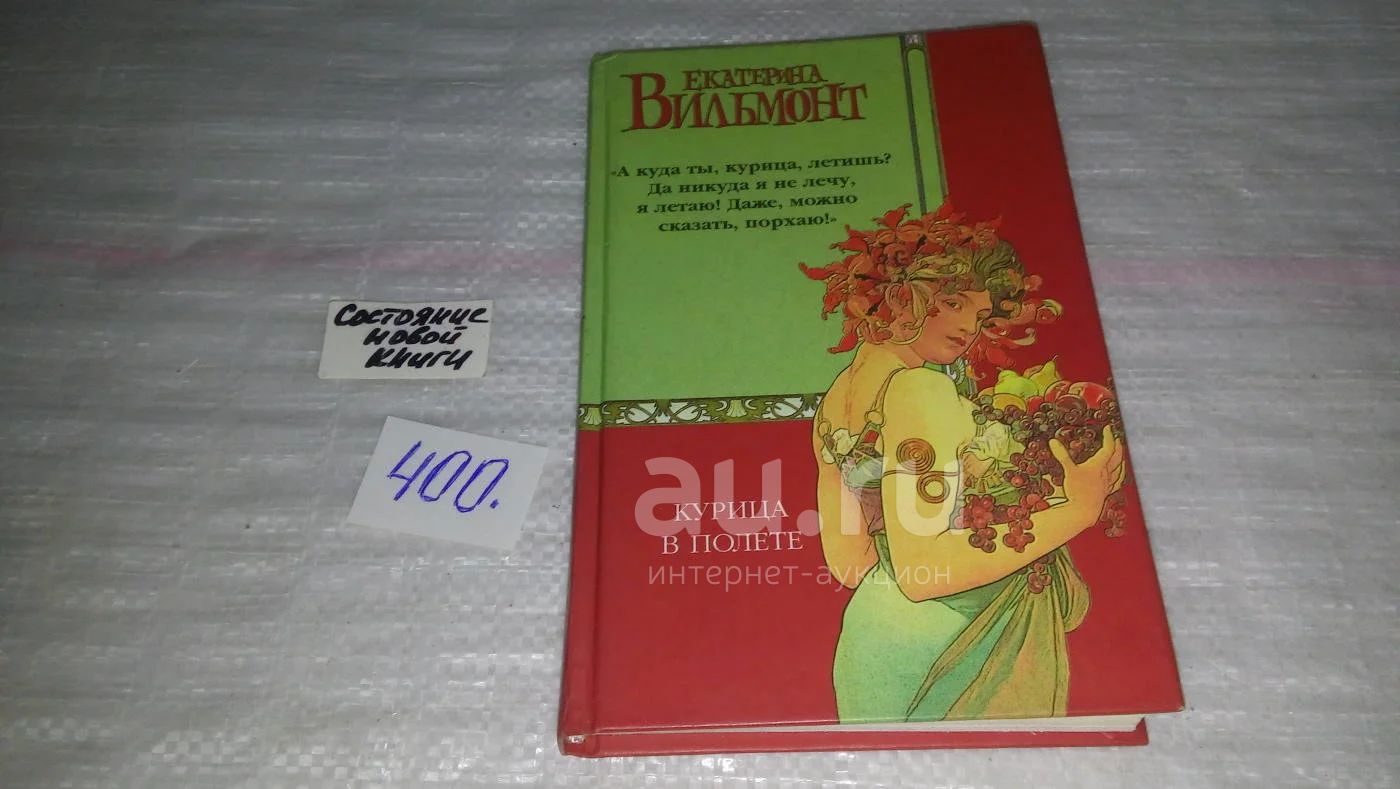 ЕКАТЕРИНА
ВИЛЬМОНТ
«А куда ты, курица, летишь?
Да никуда я не лечу,
я летаю! Даже, можно
сказать, порхаю!»
Состояние
новой
книги
400.
КУРИЦА
В ПОЛЕТЕ
au.ru
интернет-аукцион